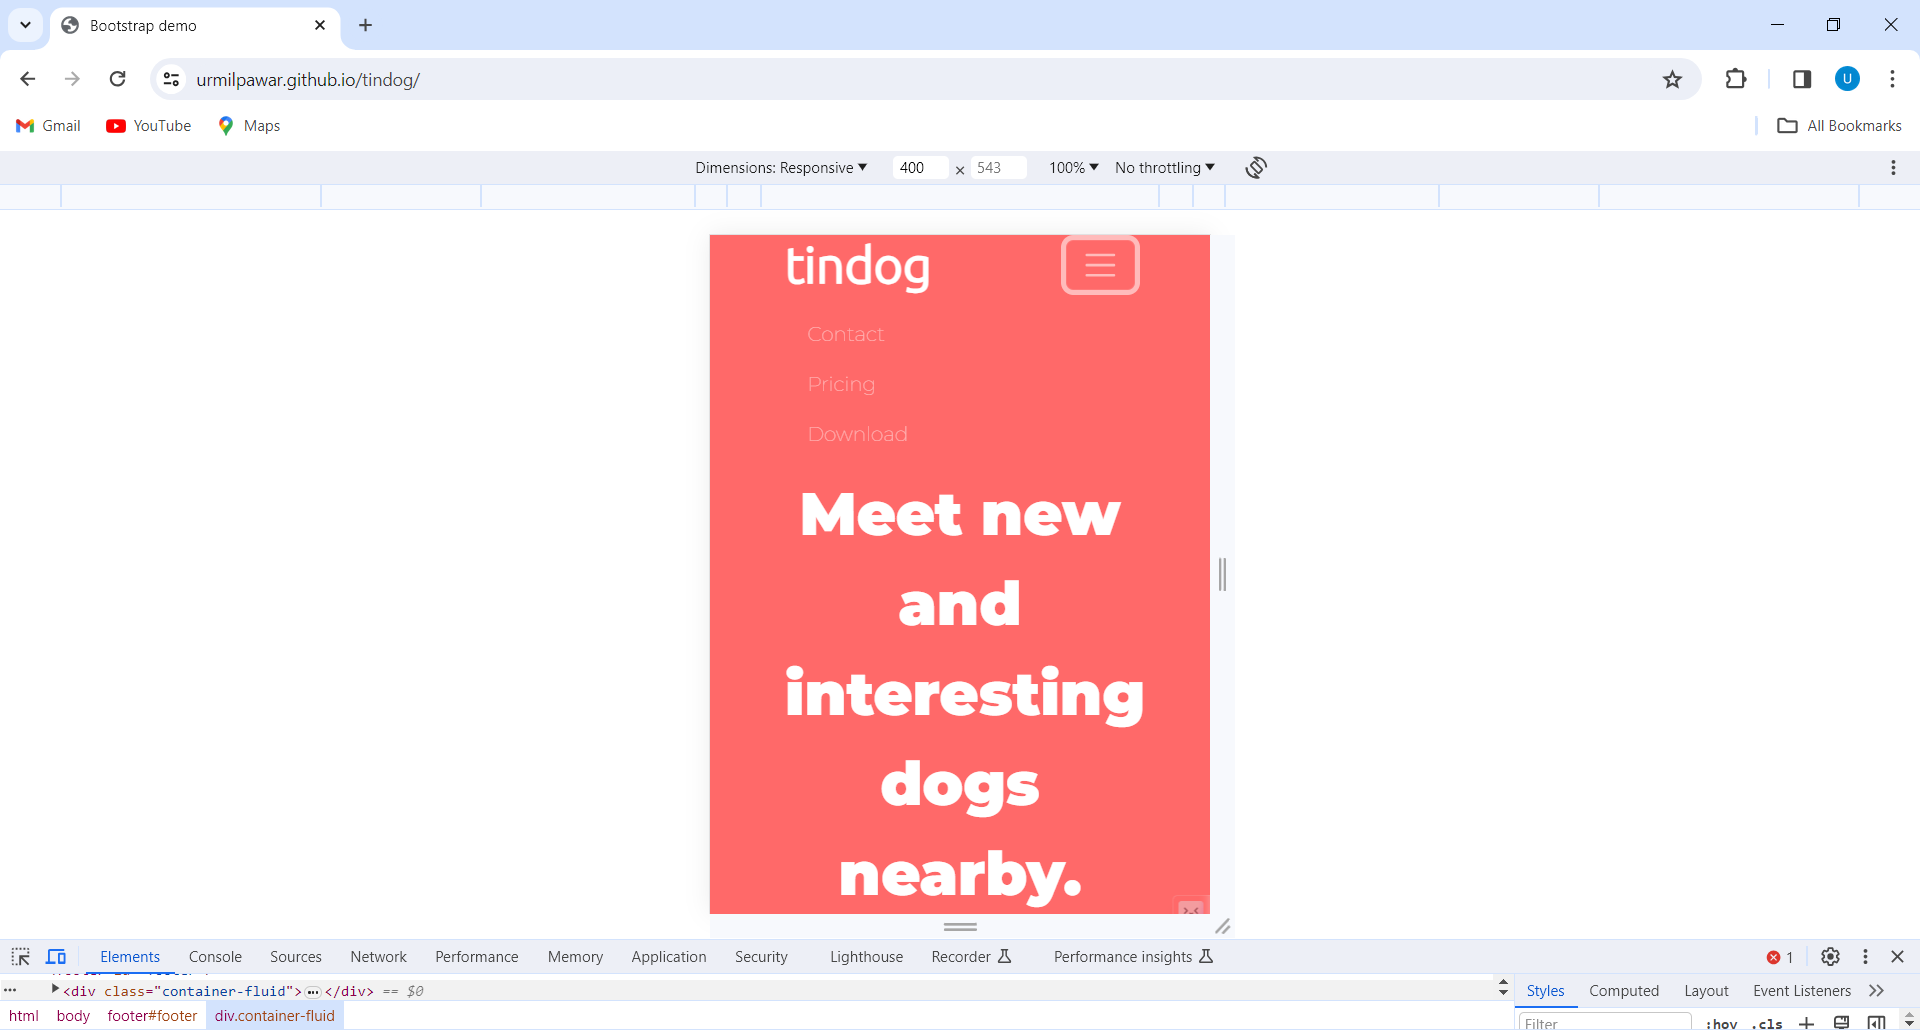 Bootstrap demo
urmilpawar.github.io/tindog/
U
Gmail YouTube Maps All Bookmarks
Dimensions: Responsive 400 × 543 100% No throttling
tindog
Contact
Pricing
Download
Meet new
and
interesting
dogs
nearby.
Elements Console Sources Network Performance Memory Application Security Lighthouse Recorder Performance insights 1
<div class="container-fluid">…</div> == $0
Styles Computed Layout Event Listeners
html body footer#footer div.container-fluid
Filter :hov .cls